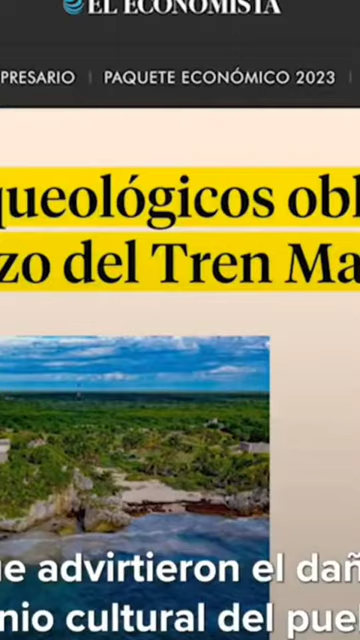 EL ECONOMISTA
PRESARIO | PAQUETE ECONÓMICO 2023 |
queológicos obl
zo del Tren Ma
e advirtieron el dañ
nio cultural del pue